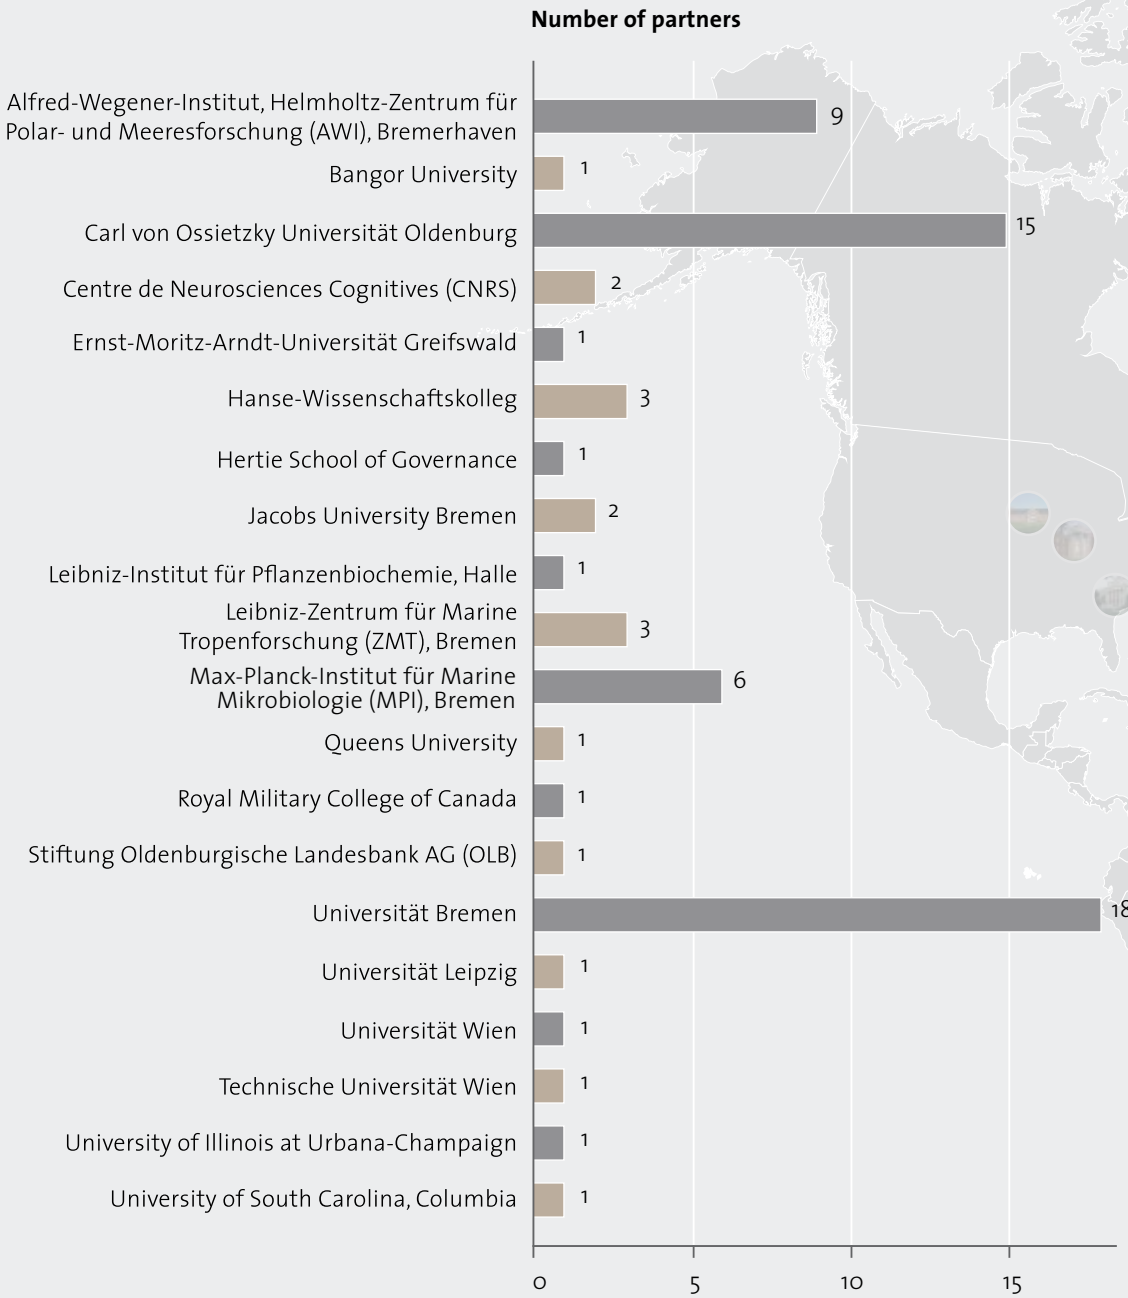 Number of partners
Alfred-Wegener-Institut, Helmholtz-Zentrum für
Polar- und Meeresforschung (AWI), Bremerhaven
9
Bangor University
1
Carl von Ossietzky Universität Oldenburg
15
Centre de Neurosciences Cognitives (CNRS)
2
Ernst-Moritz-Arndt-Universität Greifswald
1
Hanse-Wissenschaftskolleg
3
Hertie School of Governance
1
Jacobs University Bremen
2
Leibniz-Institut für Pflanzenbiochemie, Halle
1
Leibniz-Zentrum für Marine
Tropenforschung (ZMT), Bremen
3
Max-Planck-Institut für Marine
Mikrobiologie (MPI), Bremen
6
Queens University
1
Royal Military College of Canada
1
Stiftung Oldenburgische Landesbank AG (OLB)
1
Universität Bremen
18
Universität Leipzig
1
Universität Wien
1
Technische Universität Wien
1
University of Illinois at Urbana-Champaign
1
University of South Carolina, Columbia
1
0 5 10 15